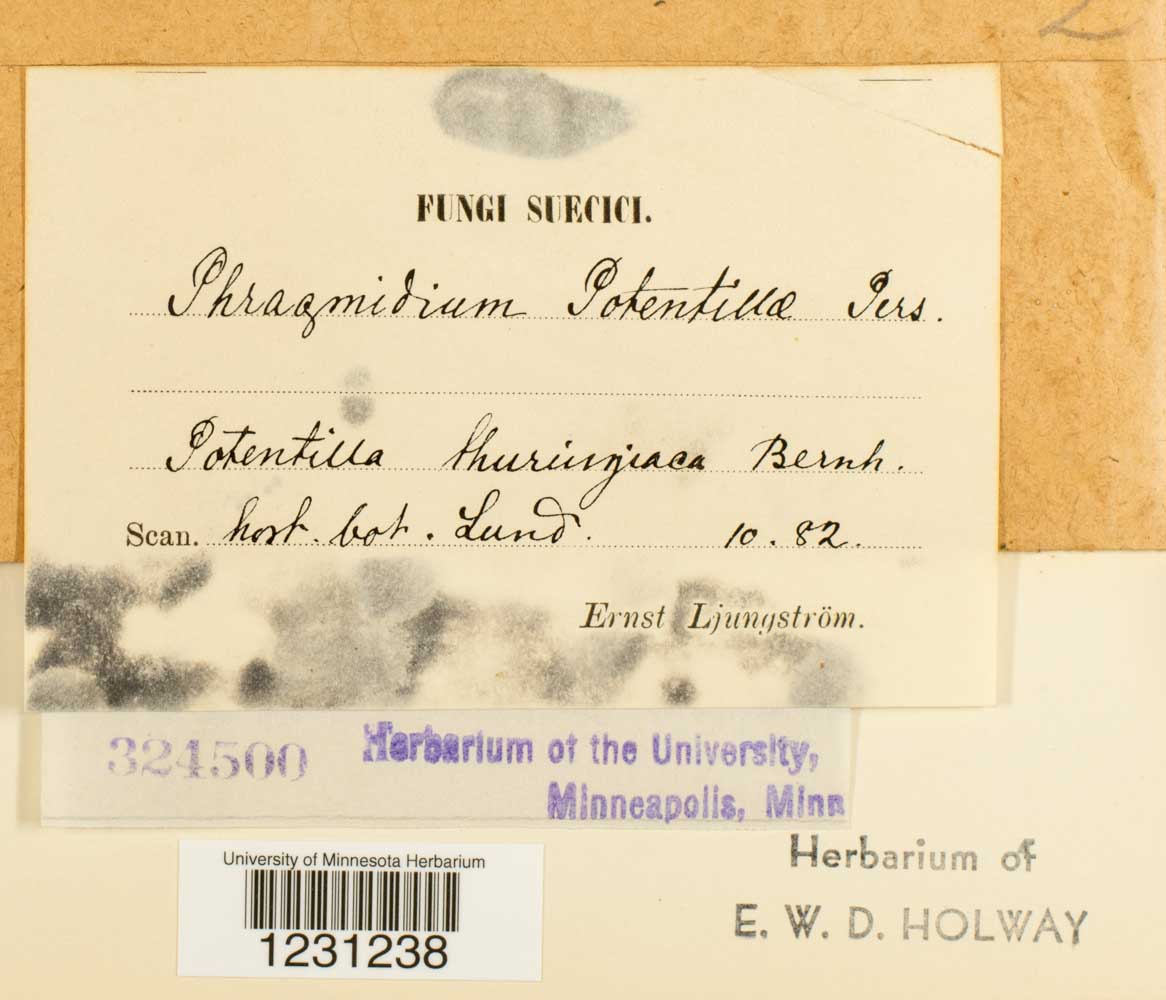 FUNGI SUECICI.
Phragmidium Potentillæ Pers.
Potentilla thuringiaca Bernh.
Scan. hort. bot. Lund. 10. 82.
Ernst Ljungström.
324500 Herbarium of the University,
Minneapolis, Minn
University of Minnesota Herbarium
1231238
Herbarium of
E. W. D. HOLWAY